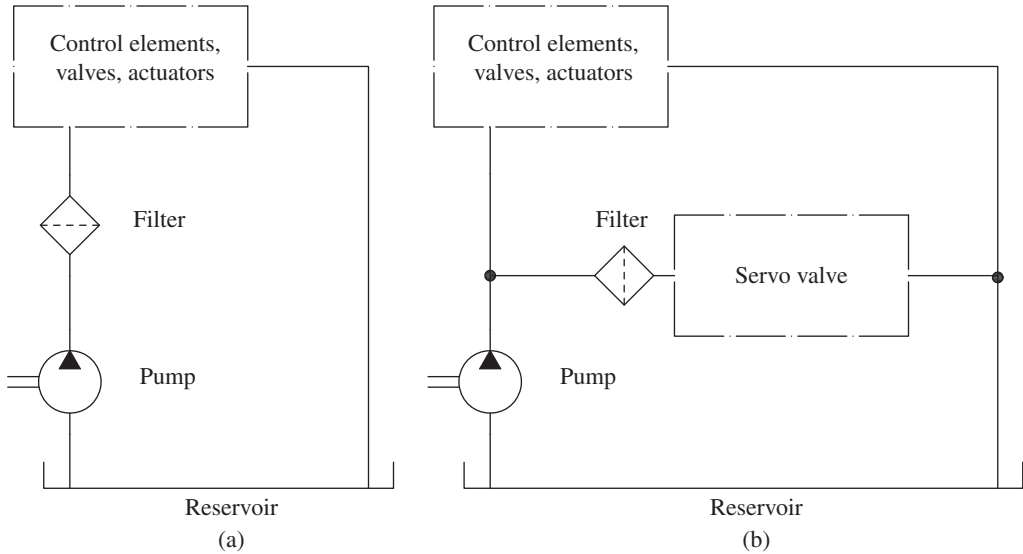 Control elements,
valves, actuators
Filter
Pump
Reservoir
(a)
Control elements,
valves, actuators
Filter
Servo valve
Pump
Reservoir
(b)